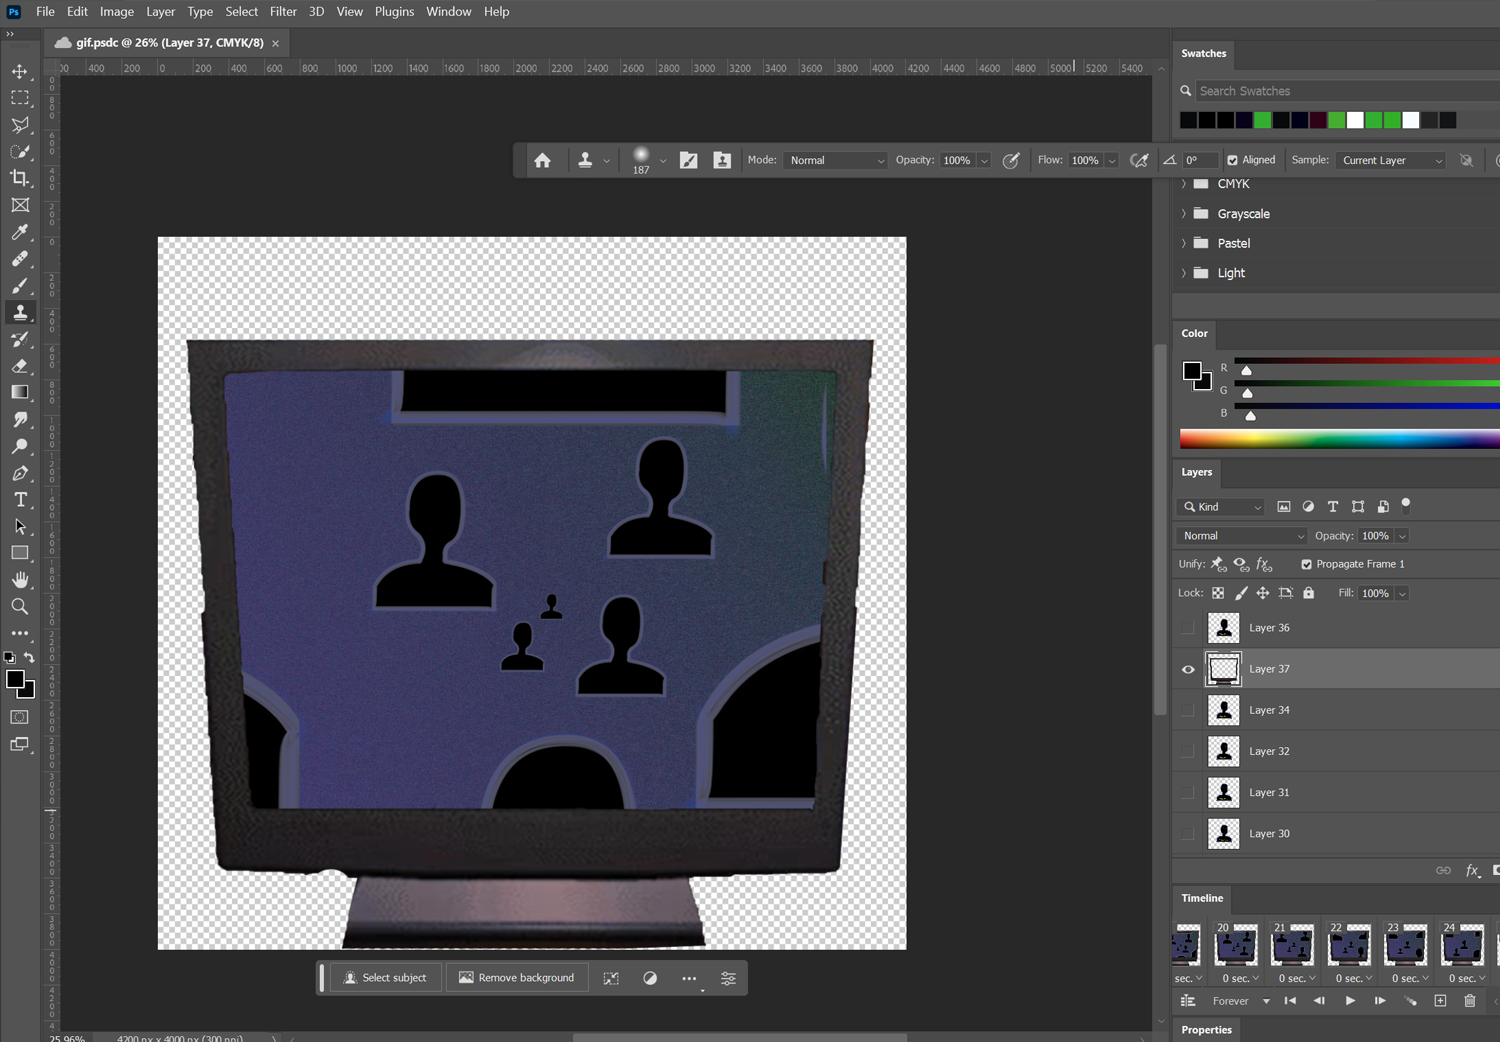 Ps File Edit Image Layer Type Select Filter 3D View Plugins Window Help
gif.psdc @ 26% (Layer 37, CMYK/8) ×
400 200 0 200 400 600 800 1000 1200 1400 1600 1800 2000 2200 2400 2600 2800 3000 3200 3400 3600 3800 4000 4200 4400 4600 4800 5000 5200 5400
Swatches
Search Swatches
187 Mode: Normal Opacity: 100% Flow: 100% 0° Aligned Sample: Current Layer
CMYK
Grayscale
Pastel
Light
Color
R
G
B
Layers
Kind
Normal Opacity: 100%
Unify: Propagate Frame 1
Lock: Fill: 100%
Layer 36
Layer 37
Layer 34
Layer 32
Layer 31
Layer 30
fx
Timeline
20 21 22 23 24
sec. 0 sec. 0 sec. 0 sec. 0 sec. 0 sec.
Select subject Remove background
Forever
Properties
25.96% 4200 px x 4000 px (300 ppi)